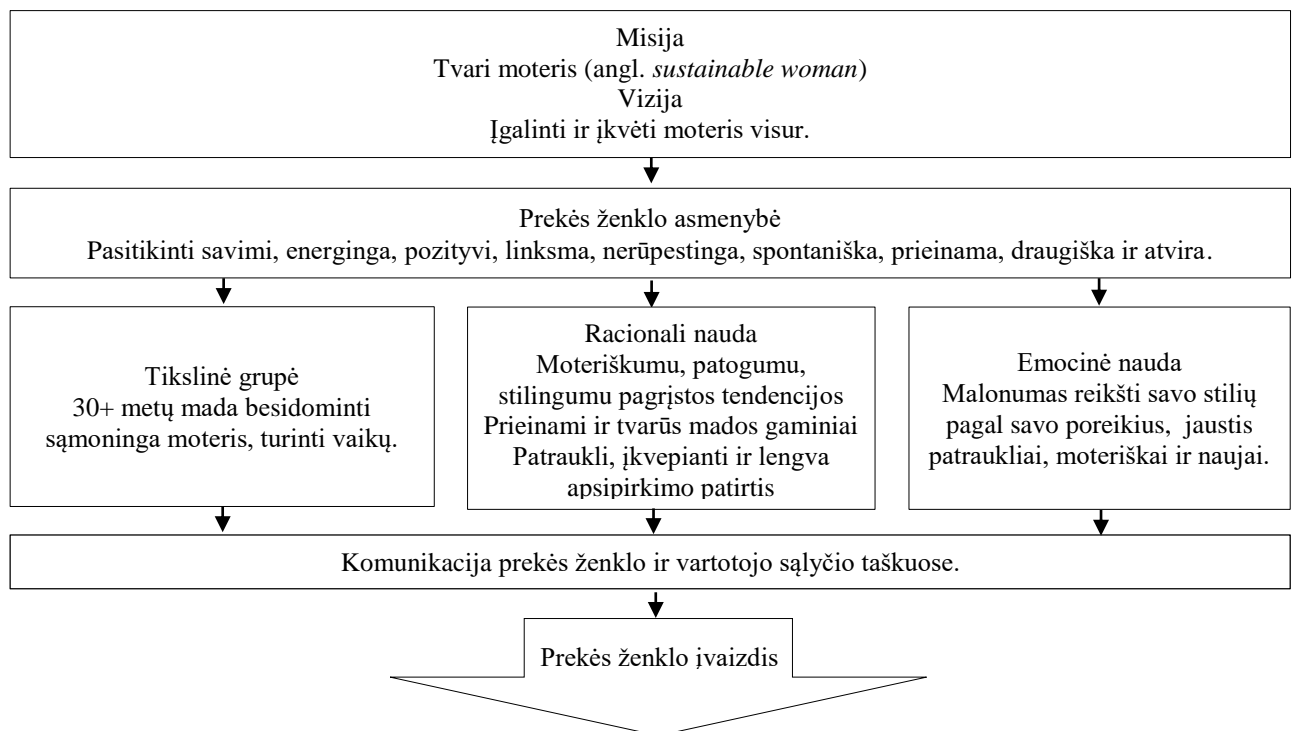 Misija
Tvari moteris (angl. sustainable woman)
Vizija
Įgalinti ir įkvėti moteris visur.
Prekės ženklo asmenybė
Pasitikinti savimi, energinga, pozityvi, linksma, nerūpestinga, spontaniška, prieinama, draugiška ir atvira.
Tikslinė grupė
30+ metų mada besidominti
sąmoninga moteris, turinti vaikų.
Racionali nauda
Moteriškumu, patogumu,
stilingumu pagrįstos tendencijos
Prieinami ir tvarūs mados gaminiai
Patraukli, įkvepianti ir lengva
apsipirkimo patirtis
Emocinė nauda
Malonumas reikšti savo stilių
pagal savo poreikius, jaustis
patraukliai, moteriškai ir naujai.
Komunikacija prekės ženklo ir vartotojo sąlyčio taškuose.
Prekės ženklo įvaizdis